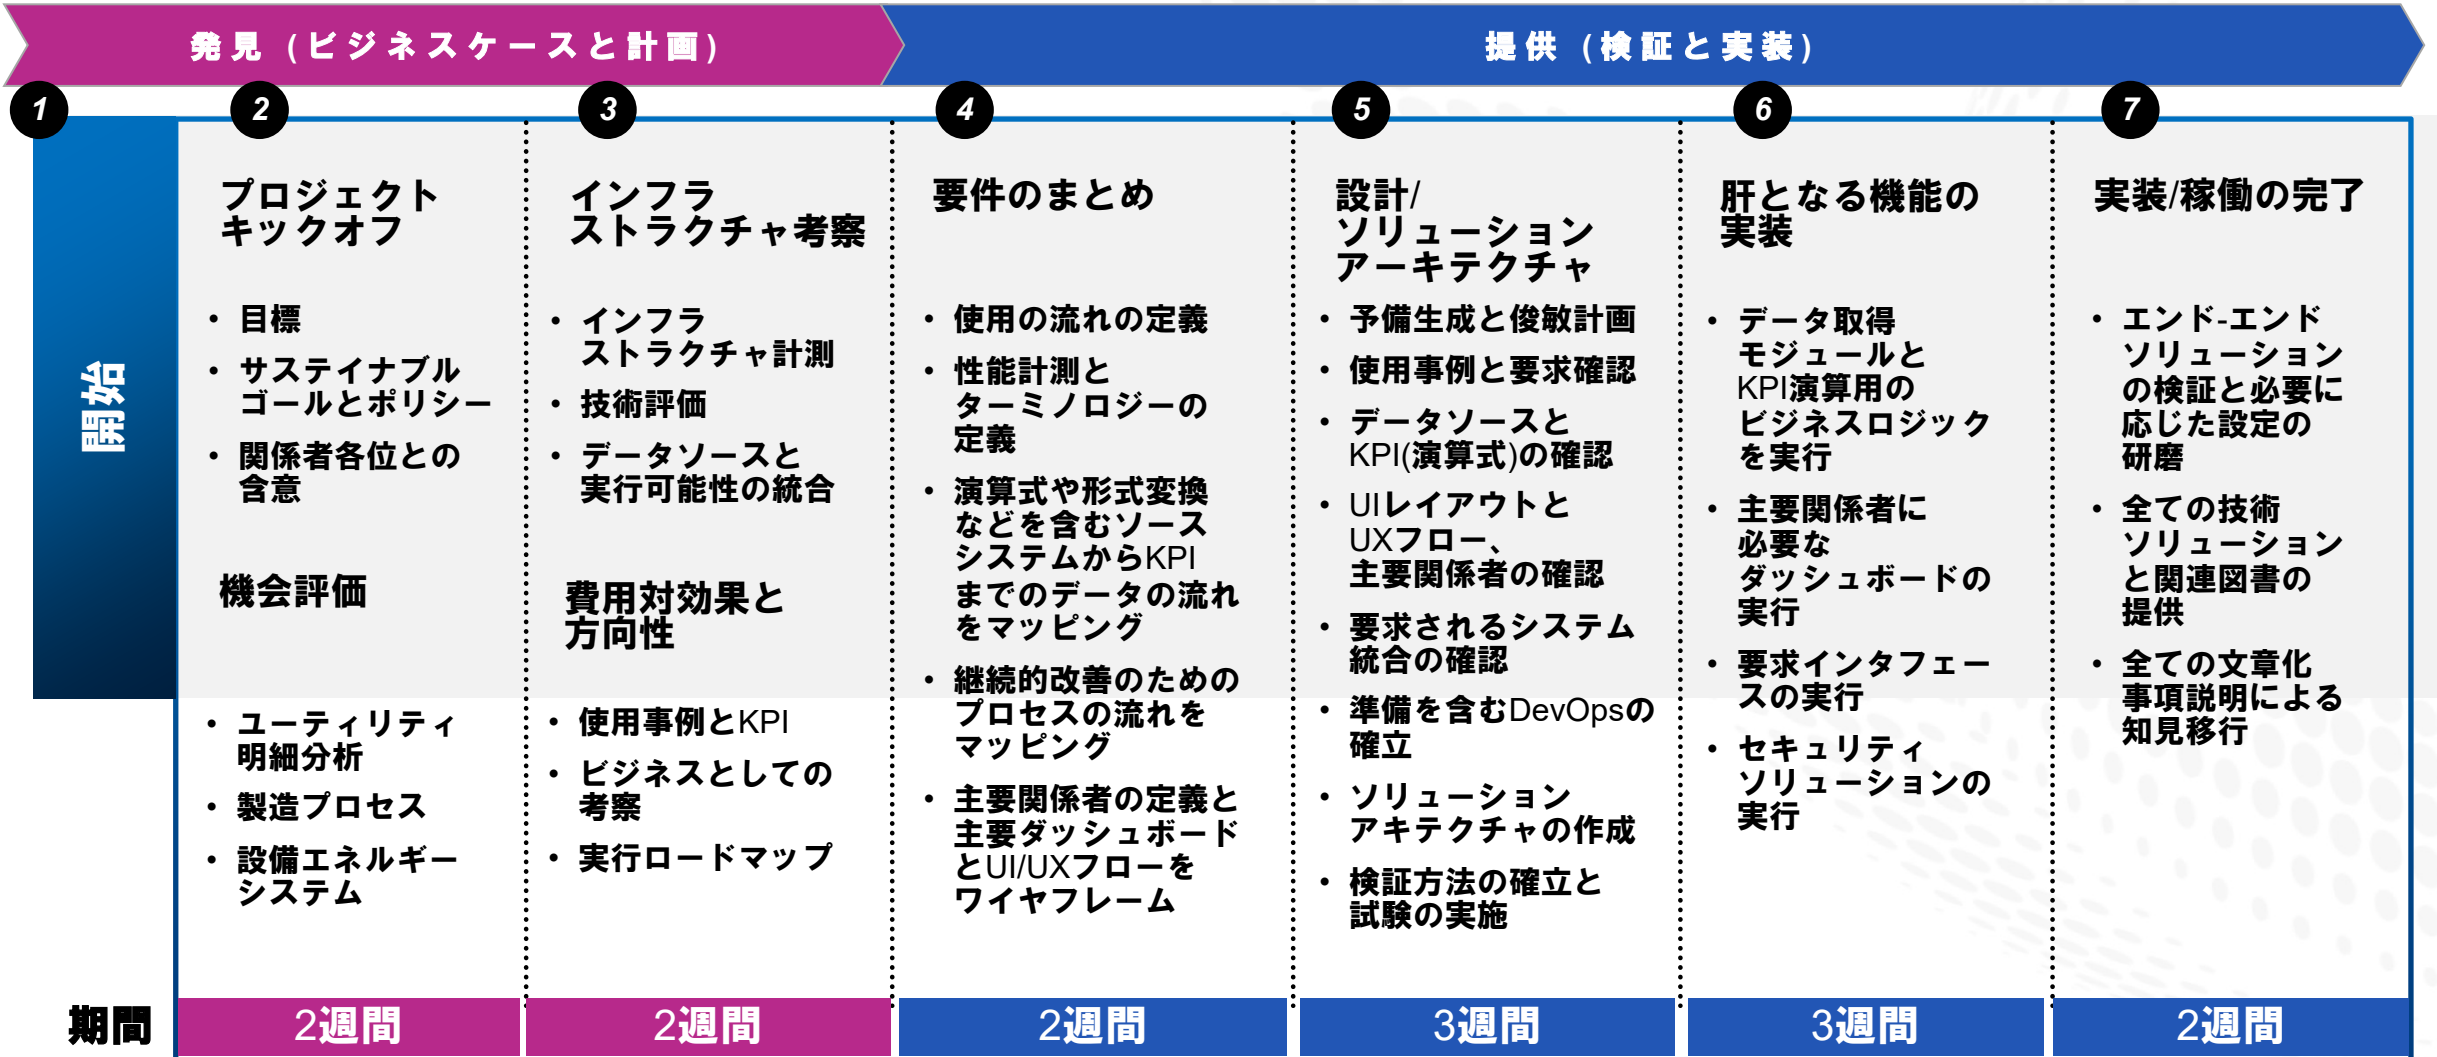 発見 (ビジネスケースと計画)
提供 (検証と実装)
1
2
3
4
5
6
7
開始
プロジェクト
キックオフ
・ 目標
・ サステイナブル
ゴールとポリシー
・ 関係者各位との
含意
機会評価
・ ユーティリティ
明細分析
・ 製造プロセス
・ 設備エネルギー
システム
インフラ
ストラクチャ考察
・ インフラ
ストラクチャ計測
・ 技術評価
・ データソースと
実行可能性の統合
費用対効果と
方向性
・ 使用事例とKPI
・ ビジネスとしての
考察
・ 実行ロードマップ
要件のまとめ
・ 使用の流れの定義
・ 性能計測と
ターミノロジーの
定義
・ 演算式や形式変換
などを含むソース
システムからKPI
までのデータの流れ
をマッピング
・ 継続的改善のための
プロセスの流れを
マッピング
・ 主要関係者の定義と
主要ダッシュボード
とUI/UXフローを
ワイヤフレーム
設計/
ソリューション
アーキテクチャ
・ 予備生成と俊敏計画
・ 使用事例と要求確認
・ データソースと
KPI(演算式)の確認
・ UIレイアウトと
UXフロー、
主要関係者の確認
・ 要求されるシステム
統合の確認
・ 準備を含むDevOpsの
確立
・ ソリューション
アキテクチャの作成
・ 検証方法の確立と
試験の実施
肝となる機能の
実装
・ データ取得
モジュールと
KPI演算用の
ビジネスロジック
を実行
・ 主要関係者に
必要な
ダッシュボードの
実行
・ 要求インタフェー
スの実行
・ セキュリティ
ソリューションの
実行
実装/稼働の完了
・ エンド-エンド
ソリューション
の検証と必要に
応じた設定の
研磨
・ 全ての技術
ソリューション
と関連図書の
提供
・ 全ての文章化
事項説明による
知見移行
期間
2週間
2週間
2週間
3週間
3週間
2週間